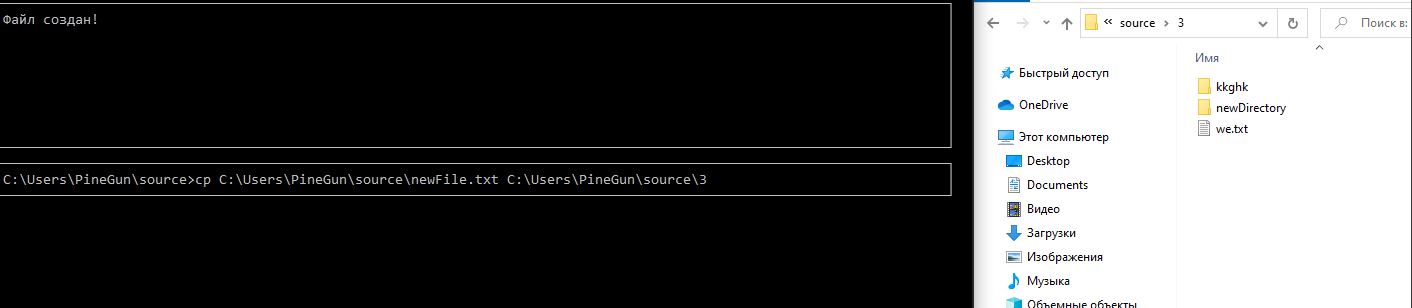 Файл создан!
C:\Users\PineGun\source>cp C:\Users\PineGun\source\newFile.txt C:\Users\PineGun\source\3
« source › 3
Поиск в:
Быстрый доступ
OneDrive
Этот компьютер
Desktop
Documents
Видео
Загрузки
Изображения
Музыка
Объемные объекты
Имя
kkghk
newDirectory
we.txt